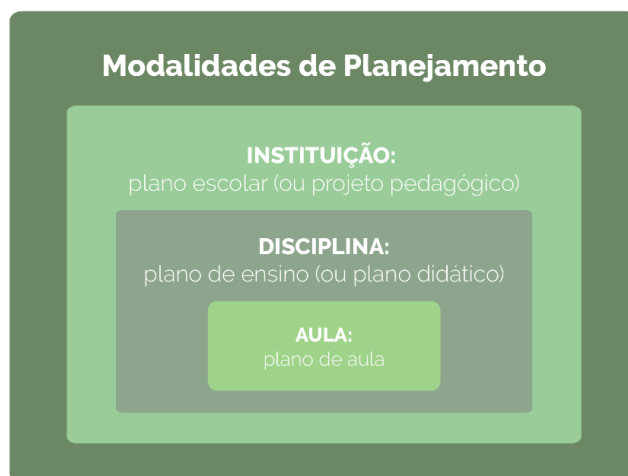 Modalidades de Planejamento
INSTITUIÇÃO:
plano escolar (ou projeto pedagógico)
DISCIPLINA:
plano de ensino (ou plano didático)
AULA:
plano de aula